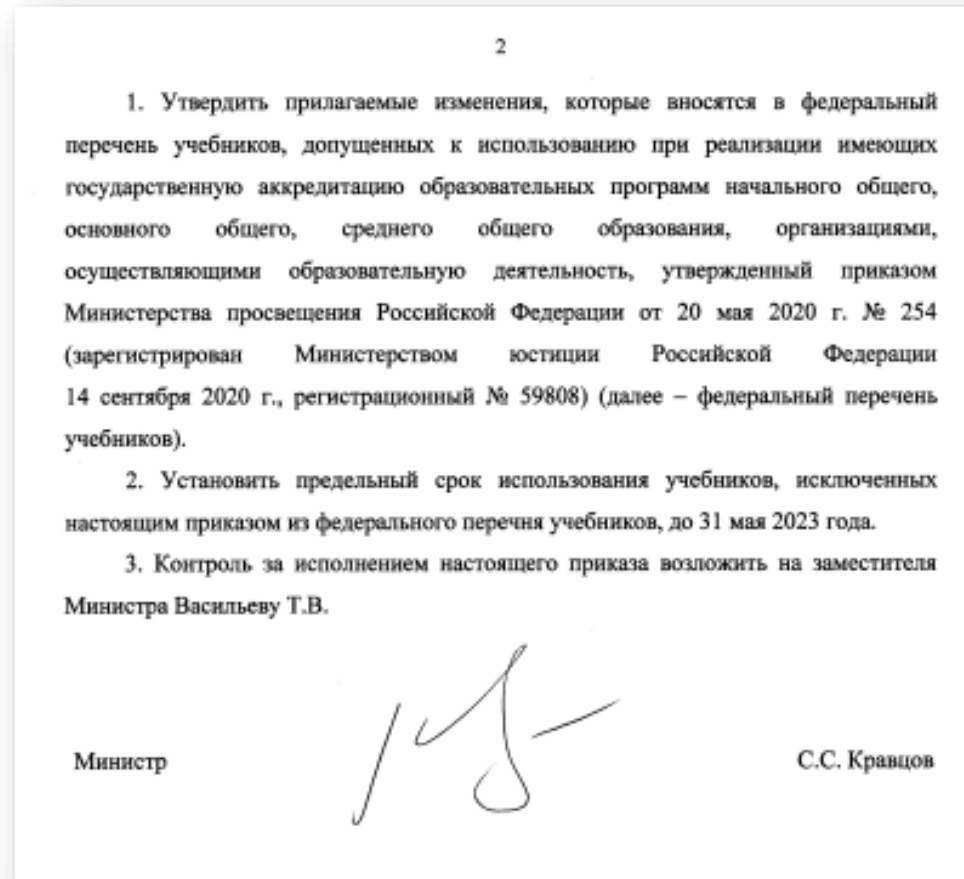 2
1. Утвердить прилагаемые изменения, которые вносятся в федеральный
перечень учебников, допущенных к использованию при реализации имеющих
государственную аккредитацию образовательных программ начального общего,
основного общего, среднего общего образования, организациями,
осуществляющими образовательную деятельность, утвержденный приказом
Министерства просвещения Российской Федерации от 20 мая 2020 г. № 254
(зарегистрирован Министерством юстиции Российской Федерации
14 сентября 2020 г., регистрационный № 59808) (далее – федеральный перечень
учебников).
2. Установить предельный срок использования учебников, исключенных
настоящим приказом из федерального перечня учебников, до 31 мая 2023 года.
3. Контроль за исполнением настоящего приказа возложить на заместителя
Министра Васильеву Т.В.
Министр С.С. Кравцов